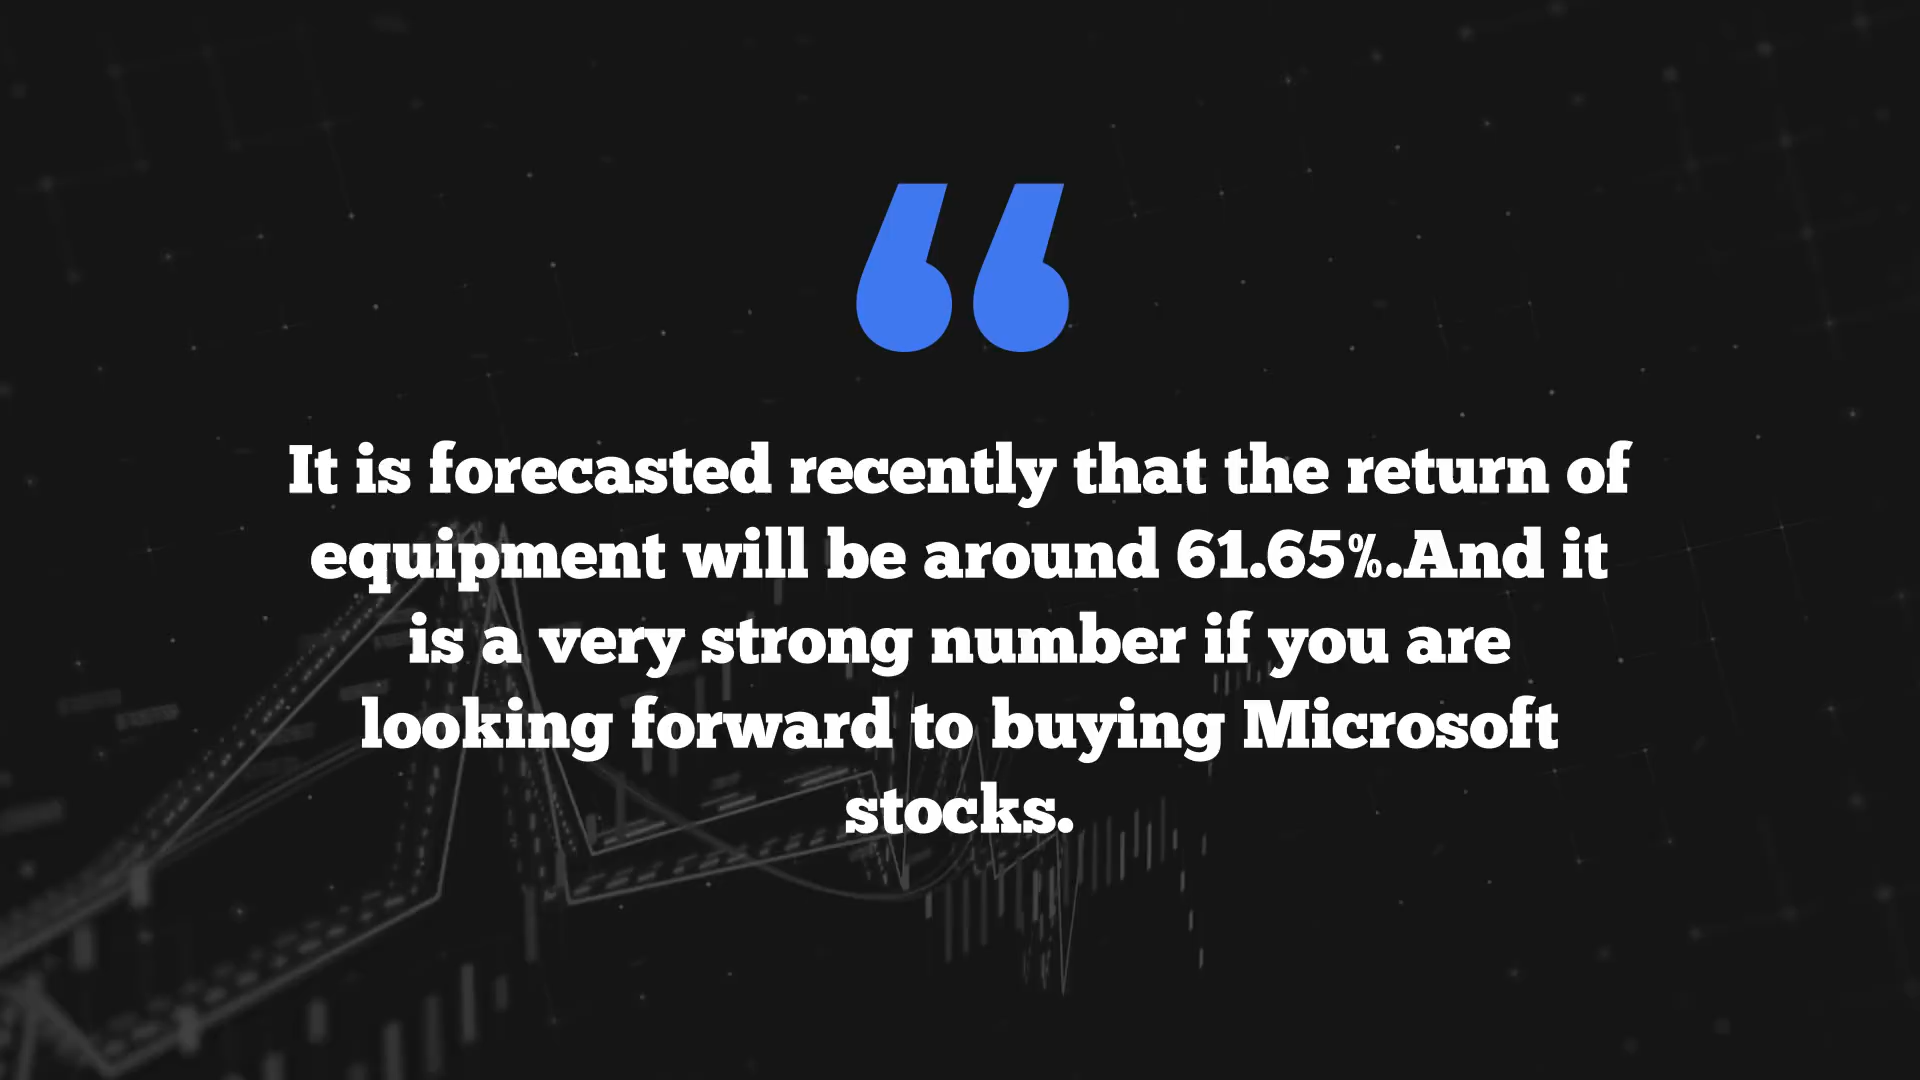 “
It is forecasted recently that the return of
equipment will be around 61.65%.And it
is a very strong number if you are
looking forward to buying Microsoft
stocks.